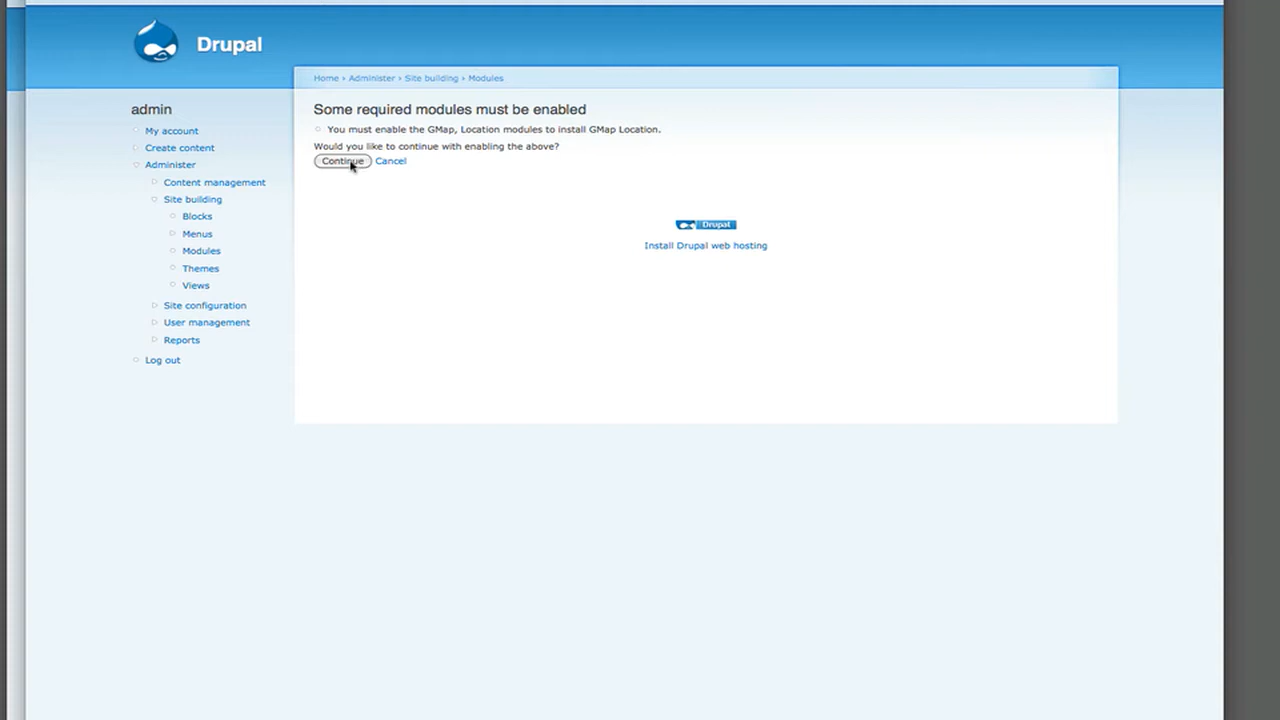 Drupal
Home › Administer › Site building › Modules
admin
My account
Create content
Administer
Content management
Site building
Blocks
Menus
Modules
Themes
Views
Site configuration
User management
Reports
Log out
Some required modules must be enabled
You must enable the GMap, Location modules to install GMap Location.
Would you like to continue with enabling the above?
Continue Cancel
Drupal
Install Drupal web hosting